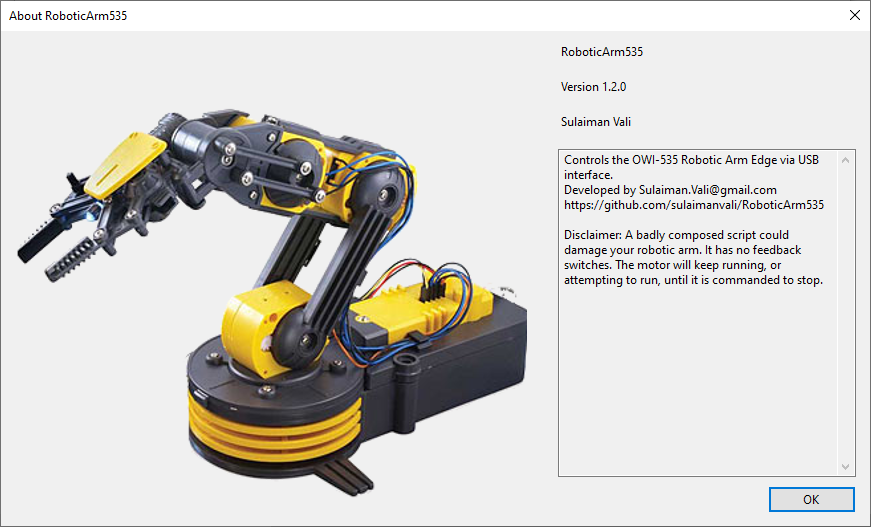 About RoboticArm535
RoboticArm535
Version 1.2.0
Sulaiman Vali
Controls the OWI-535 Robotic Arm Edge via USB
interface.
Developed by Sulaiman.Vali@gmail.com
https://github.com/sulaimanvali/RoboticArm535
Disclaimer: A badly composed script could
damage your robotic arm. It has no feedback
switches. The motor will keep running, or
attempting to run, until it is commanded to stop.
OK